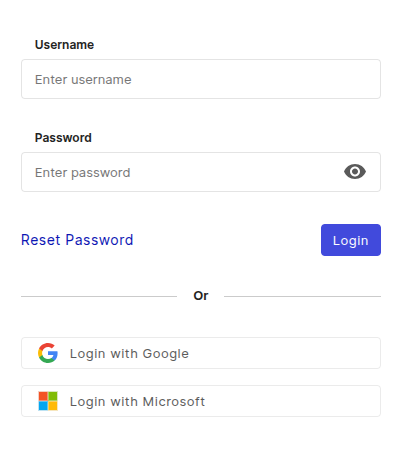 Username
Enter username
Password
Enter password
Reset Password
Login
Or
Login with Google
Login with Microsoft